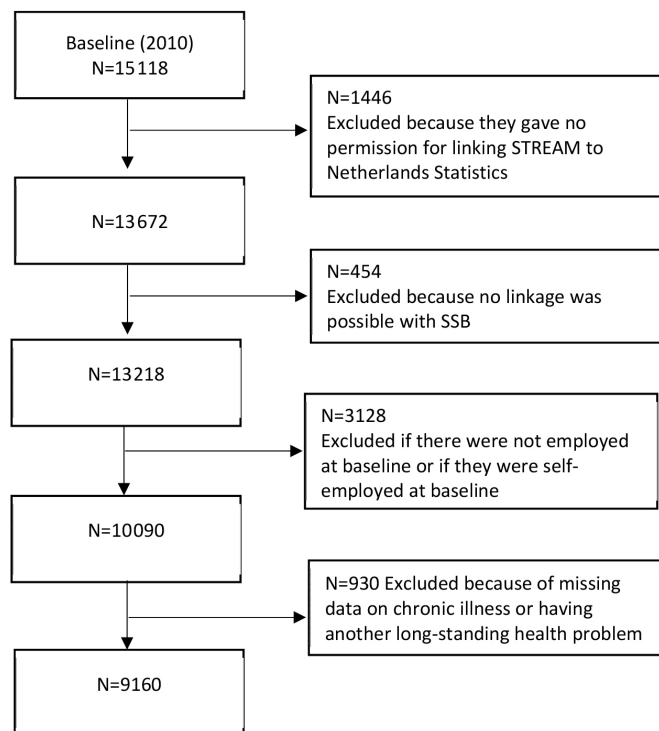 Baseline (2010)
N=15118
N=1446
Excluded because they gave no
permission for linking STREAM to
Netherlands Statistics
N=13672
N=454
Excluded because no linkage was
possible with SSB
N=13218
N=3128
Excluded if there were not employed
at baseline or if they were self-
employed at baseline
N=10090
N=930 Excluded because of missing
data on chronic illness or having
another long-standing health problem
N=9160